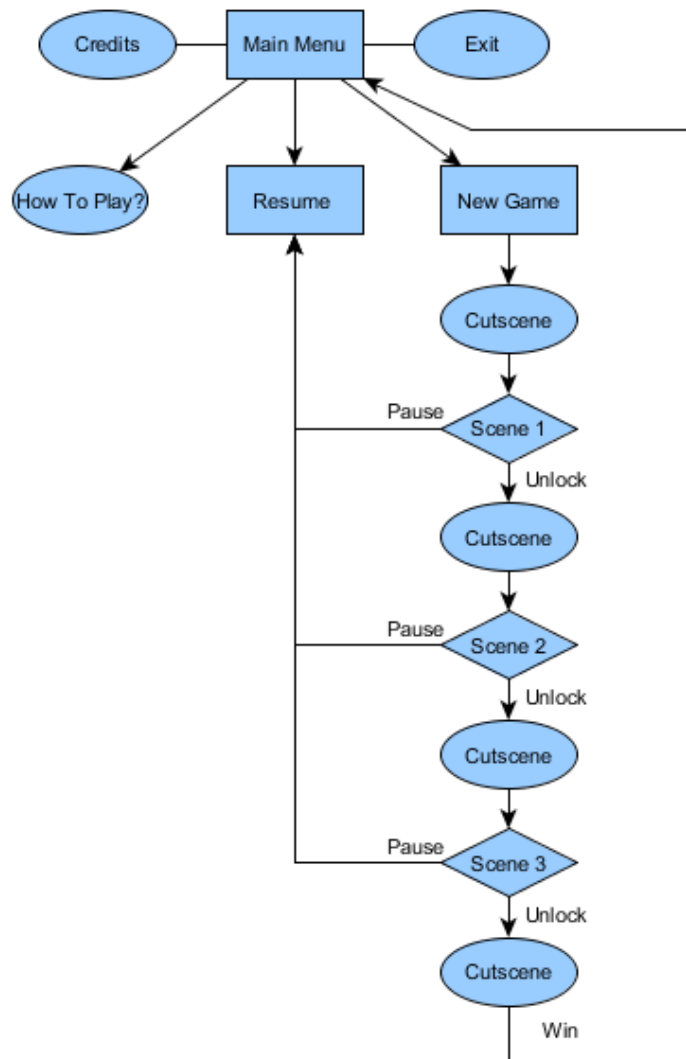 Credits
Main Menu
Exit
How To Play?
Resume
New Game
Cutscene
Pause
Scene 1
Unlock
Cutscene
Pause
Scene 2
Unlock
Cutscene
Pause
Scene 3
Unlock
Cutscene
Win